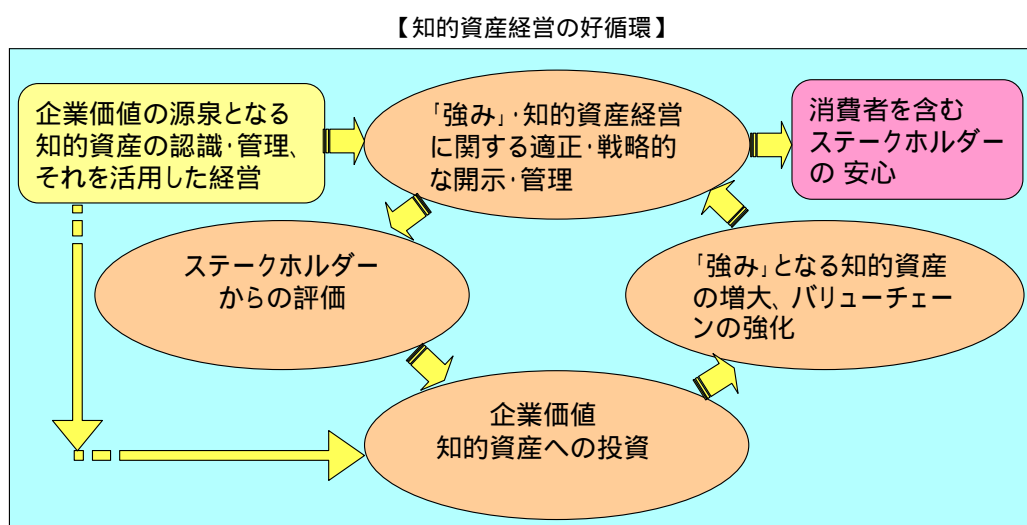 【知的資産経営の好循環】
企業価値の源泉となる
知的資産の認識・管理、
それを活用した経営
「強み」・知的資産経営
に関する適正・戦略的
な開示・管理
消費者を含む
ステークホルダー
の 安心
ステークホルダー
からの評価
「強み」となる知的資産
の増大、バリューチェー
ンの強化
企業価値
知的資産への投資